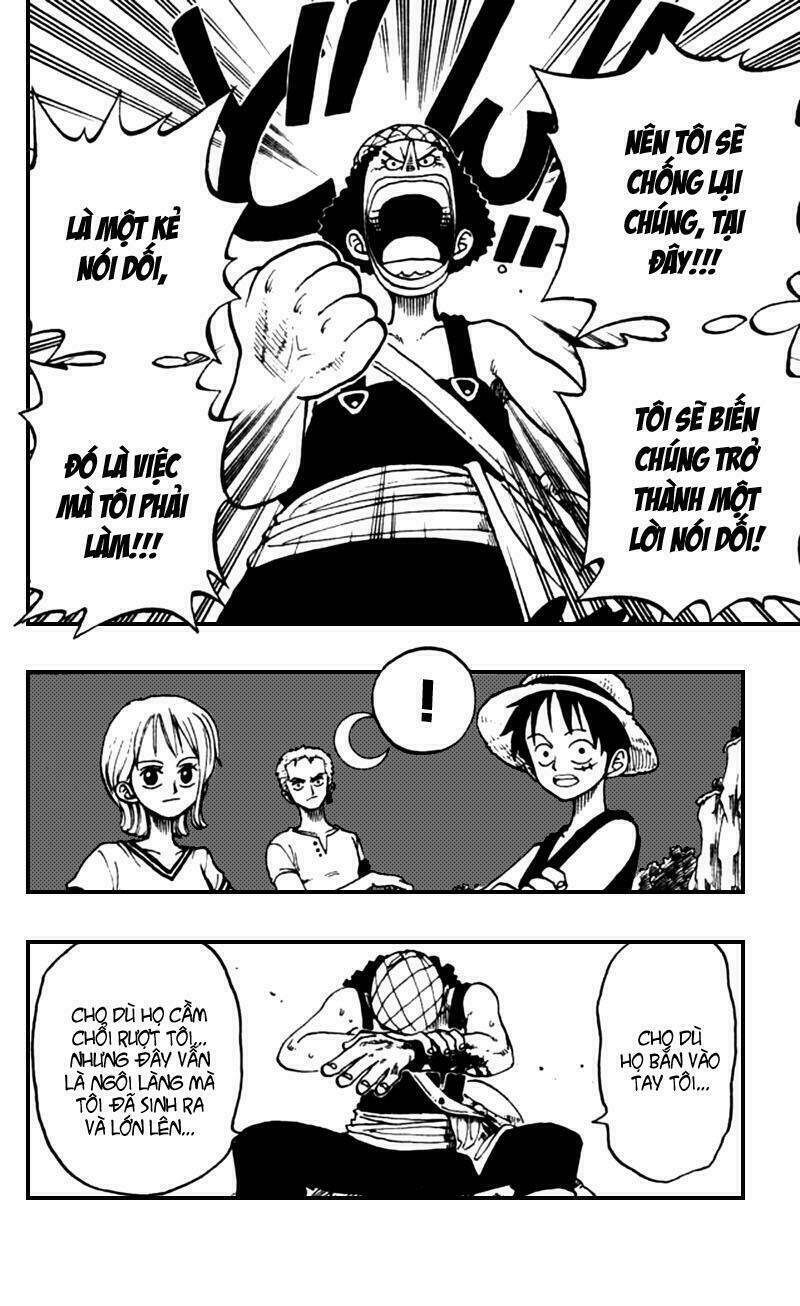 NÊN TÔI SẼ
CHỐNG LẠI
CHÚNG, TẠI
ĐÂY!!!
TÔI SẼ BIẾN
CHÚNG TRỞ
THÀNH MỘT
LỜI NÓI DỐI!
LÀ MỘT KẺ
NÓI DỐI,
ĐÓ LÀ VIỆC
MÀ TÔI PHẢI
LÀM!!!
!
CHO DÙ
HỌ BẮN VÀO
TAY TÔI...
CHO DÙ HỌ CẦM
CHỔI RƯỢT TÔI...
NHƯNG ĐÂY VẪN
LÀ NGÔI LÀNG MÀ
TÔI ĐÃ SINH RA
VÀ LỚN LÊN...